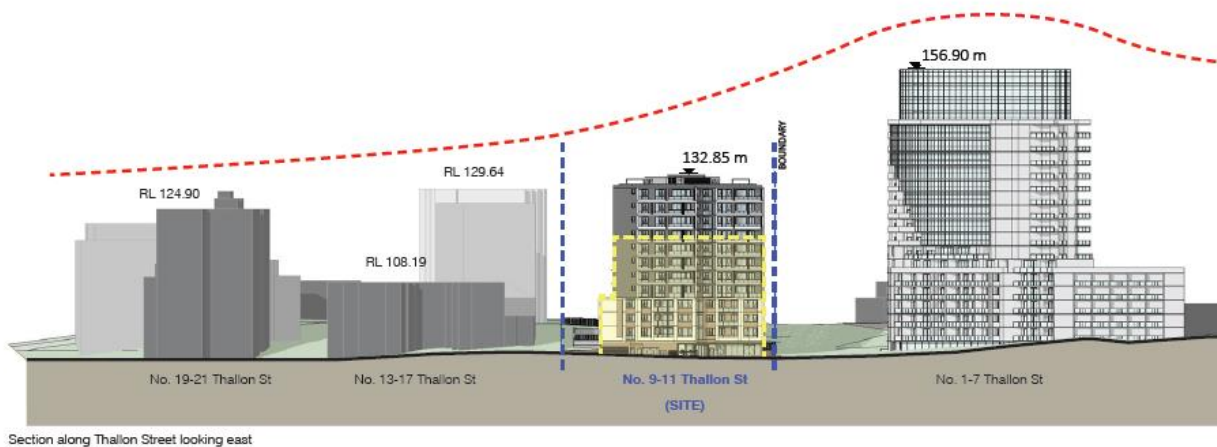 156.90 m
BOUNDARY
132.85 m
RL 129.64
RL 124.90
RL 108.19
No. 19-21 Thallon St
No. 13-17 Thallon St
No. 9-11 Thallon St
(SITE)
No. 1-7 Thallon St
Section along Thallon Street looking east